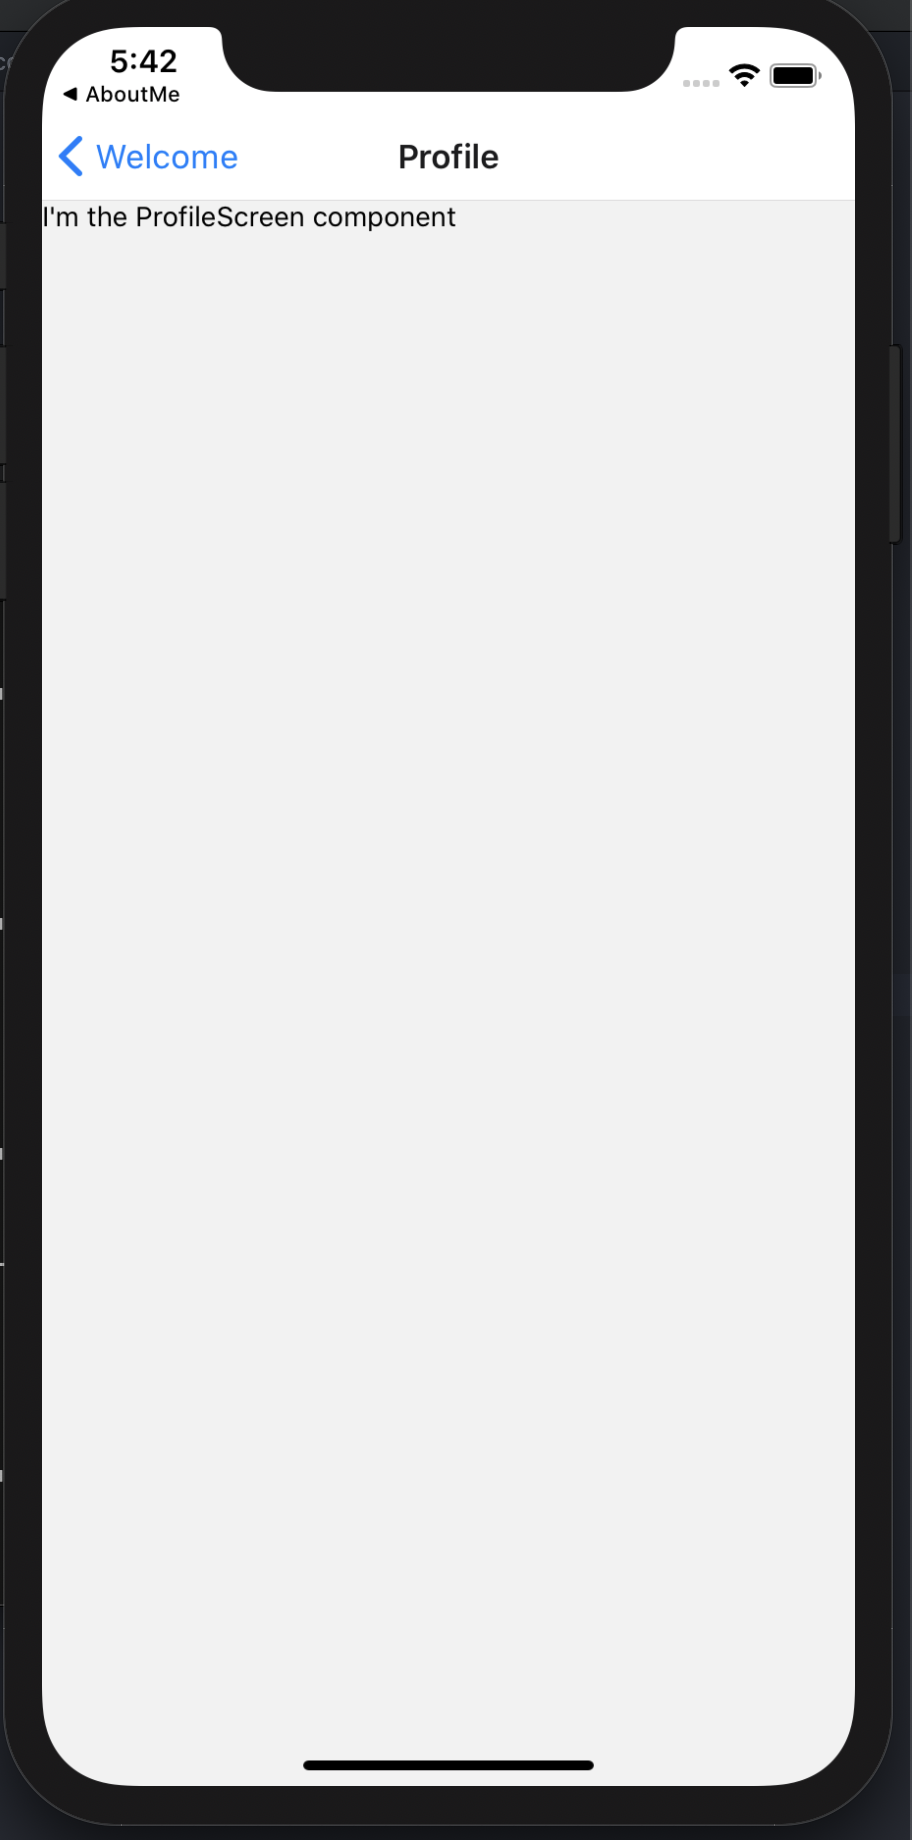 5:42
◀ AboutMe
Welcome Profile
I'm the ProfileScreen component